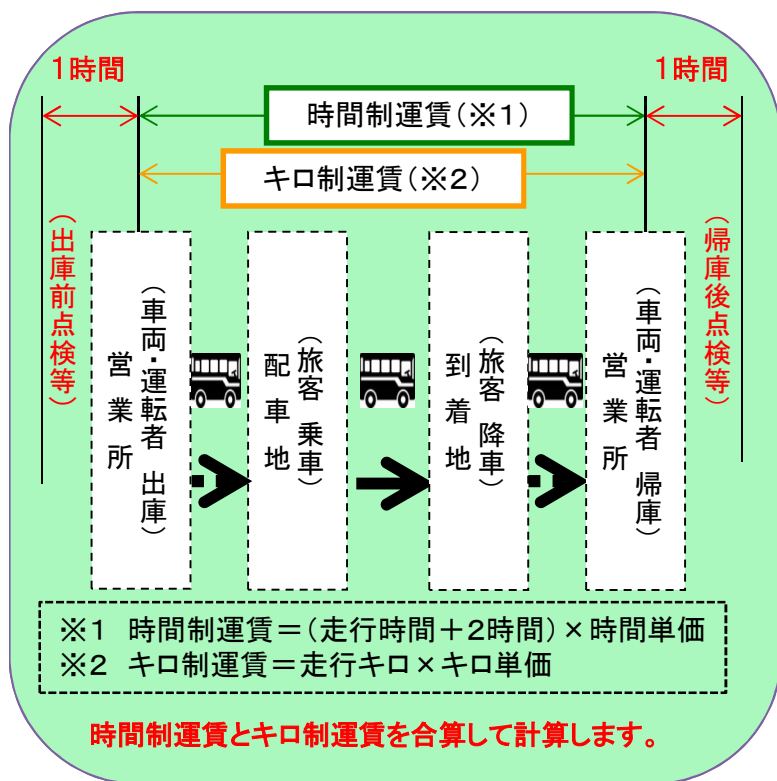 1時間
1時間
時間制運賃(※1)
キロ制運賃(※2)
(出庫前点検等)
(車両・運転者 出庫)
営業所
(旅客 乗車)
配車地
(旅客 降車)
到着地
(車両・運転者 帰庫)
営業所
(帰庫後点検等)
※1 時間制運賃=(走行時間+2時間)×時間単価
※2 キロ制運賃=走行キロ×キロ単価
時間制運賃とキロ制運賃を合算して計算します。